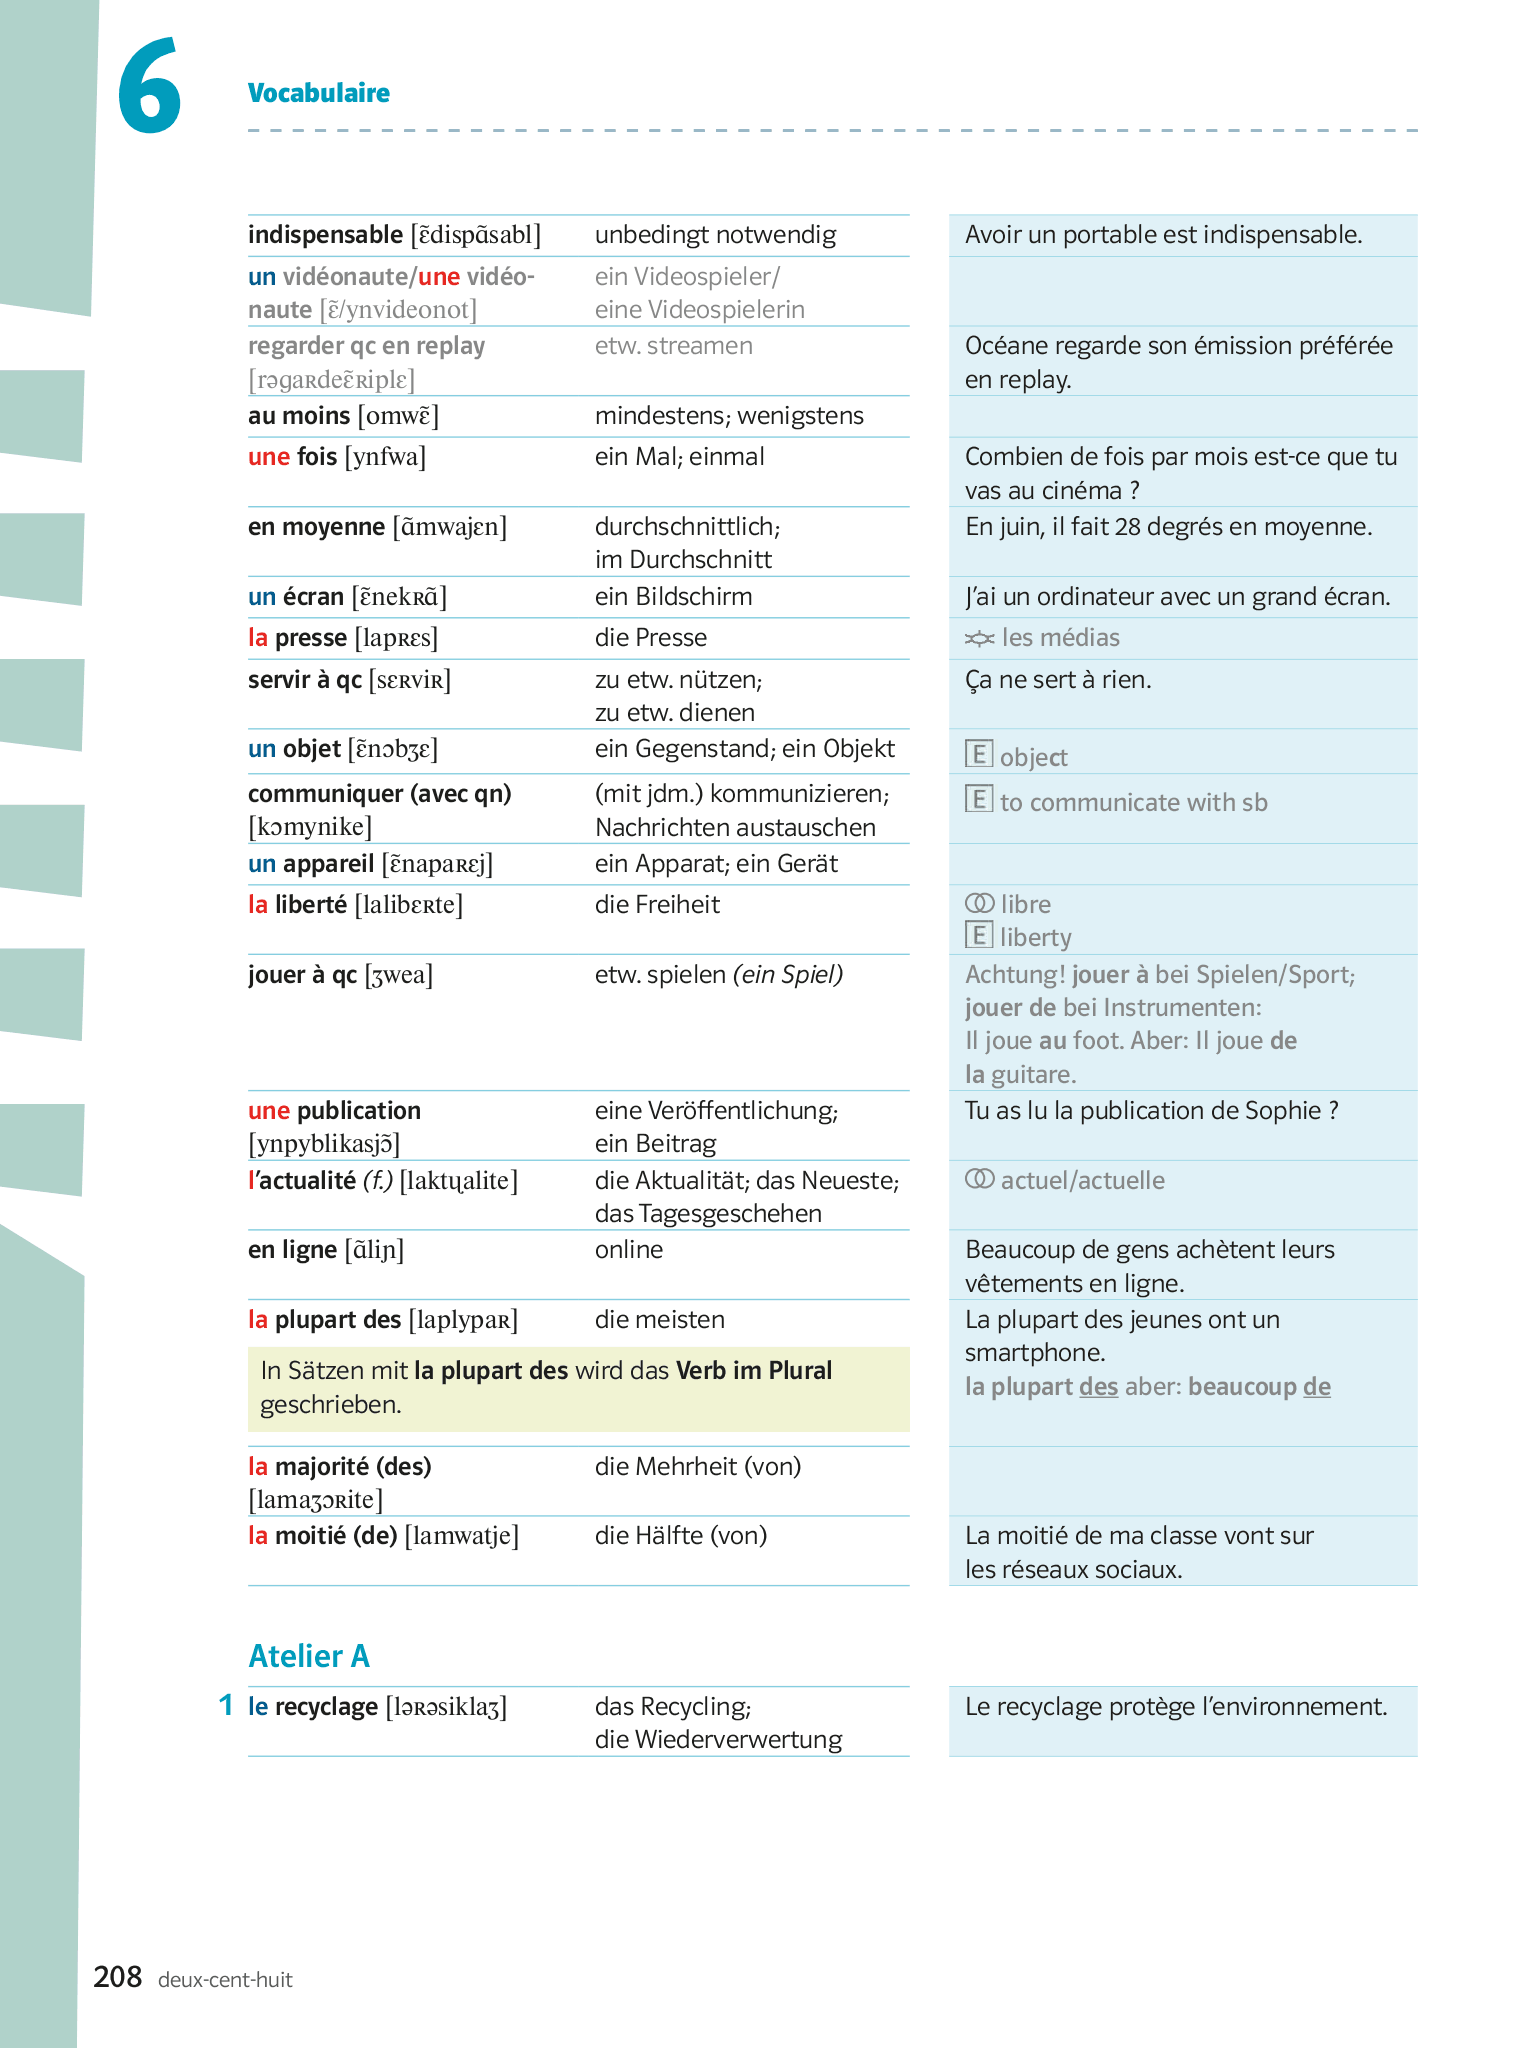 6
Vocabulaire
indispensable [ɛ̃dispɑ̃sabl] unbedingt notwendig Avoir un portable est indispensable.
un vidéonaute/une vidéo- ein Videospieler/
naute [ɛ̃/ynvideonot] eine Videospielerin
regarder qc en replay etw. streamen Océane regarde son émission préférée
[rəgaʀdeɛ̃ʀiplɛ] en replay.
au moins [omwɛ̃] mindestens; wenigstens
une fois [ynfwa] ein Mal; einmal Combien de fois par mois est-ce que tu
vas au cinéma ?
en moyenne [ɑ̃mwajɛn] durchschnittlich; En juin, il fait 28 degrés en moyenne.
im Durchschnitt
un écran [ɛ̃nekʀɑ̃] ein Bildschirm J’ai un ordinateur avec un grand écran.
la presse [lapʀɛs] die Presse les médias
servir à qc [sɛʀviʀ] zu etw. nützen; Ça ne sert à rien.
zu etw. dienen
un objet [ɛ̃nɔbʒɛ] ein Gegenstand; ein Objekt E object
communiquer (avec qn) (mit jdm.) kommunizieren; E to communicate with sb
[kɔmynike] Nachrichten austauschen
un appareil [ɛ̃napaʀɛj] ein Apparat; ein Gerät
la liberté [lalibɛʀte] die Freiheit libre
E liberty
jouer à qc [ʒwea] etw. spielen (ein Spiel) Achtung! jouer à bei Spielen/Sport;
jouer de bei Instrumenten:
Il joue au foot. Aber: Il joue de
la guitare.
une publication eine Veröffentlichung; Tu as lu la publication de Sophie ?
[ynpyblikasjɔ̃] ein Beitrag
l’actualité (f.) [laktɥalite] die Aktualität; das Neueste; actuel/actuelle
das Tagesgeschehen
en ligne [ɑ̃liɲ] online Beaucoup de gens achètent leurs
vêtements en ligne.
la plupart des [laplypaʀ] die meisten La plupart des jeunes ont un
smartphone.
In Sätzen mit la plupart des wird das Verb im Plural la plupart des aber: beaucoup de
geschrieben.
la majorité (des) die Mehrheit (von)
[lamaʒɔʀite]
la moitié (de) [lamwatje] die Hälfte (von) La moitié de ma classe vont sur
les réseaux sociaux.
Atelier A
1 le recyclage [ləʀəsiklaʒ] das Recycling; Le recyclage protège l’environnement.
die Wiederverwertung
208 deux-cent-huit